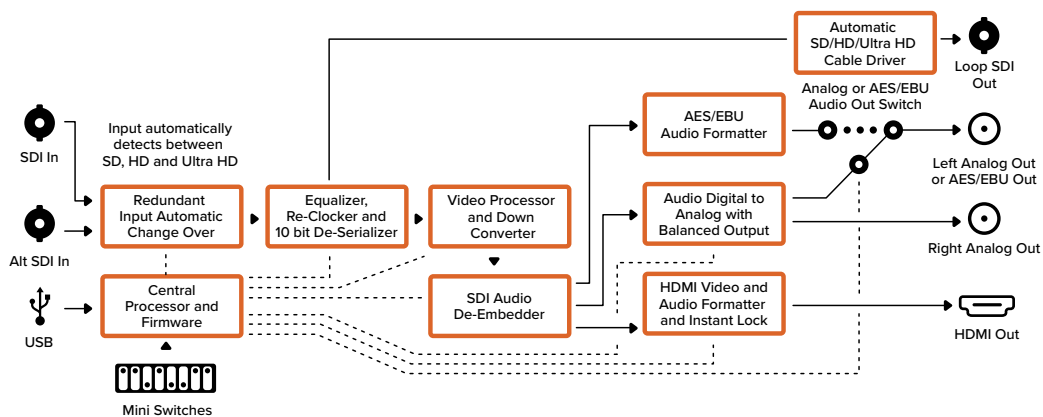 Automatic
SD/HD/Ultra HD
Cable Driver
Loop SDI
Out
Analog or AES/EBU
Audio Out Switch
AES/EBU
Audio Formatter
SDI In
Input automatically
detects between
SD, HD and Ultra HD
Left Analog Out
or AES/EBU Out
Redundant
Input Automatic
Change Over
Equalizer,
Re-Clocker and
10 bit De-Serializer
Video Processor
and Down
Converter
Audio Digital to
Analog with
Balanced Output
Right Analog Out
Alt SDI In
Central
Processor and
Firmware
SDI Audio
De-Embedder
HDMI Video and
Audio Formatter
and Instant Lock
USB
HDMI Out
Mini Switches